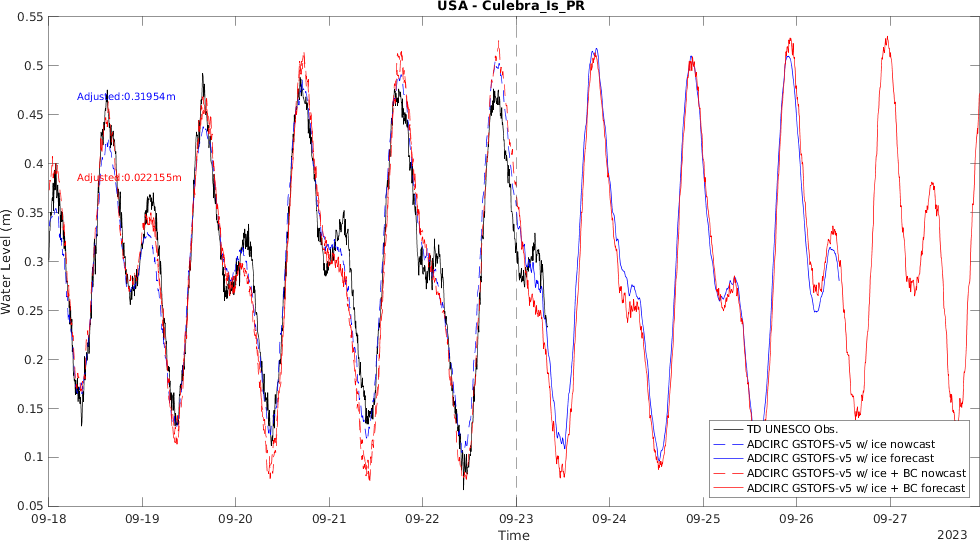 USA - Culebra_Is_PR
0.55
0.5
0.45
0.4
0.35
0.3
0.25
0.2
0.15
0.1
0.05
Water Level (m)
Adjusted:0.31954m
Adjusted:0.022155m
TD UNESCO Obs.
ADCIRC GSTOFS-v5 w/ ice nowcast
ADCIRC GSTOFS-v5 w/ ice forecast
ADCIRC GSTOFS-v5 w/ ice + BC nowcast
ADCIRC GSTOFS-v5 w/ ice + BC forecast
09-18 09-19 09-20 09-21 09-22 09-23 09-24 09-25 09-26 09-27
Time
2023